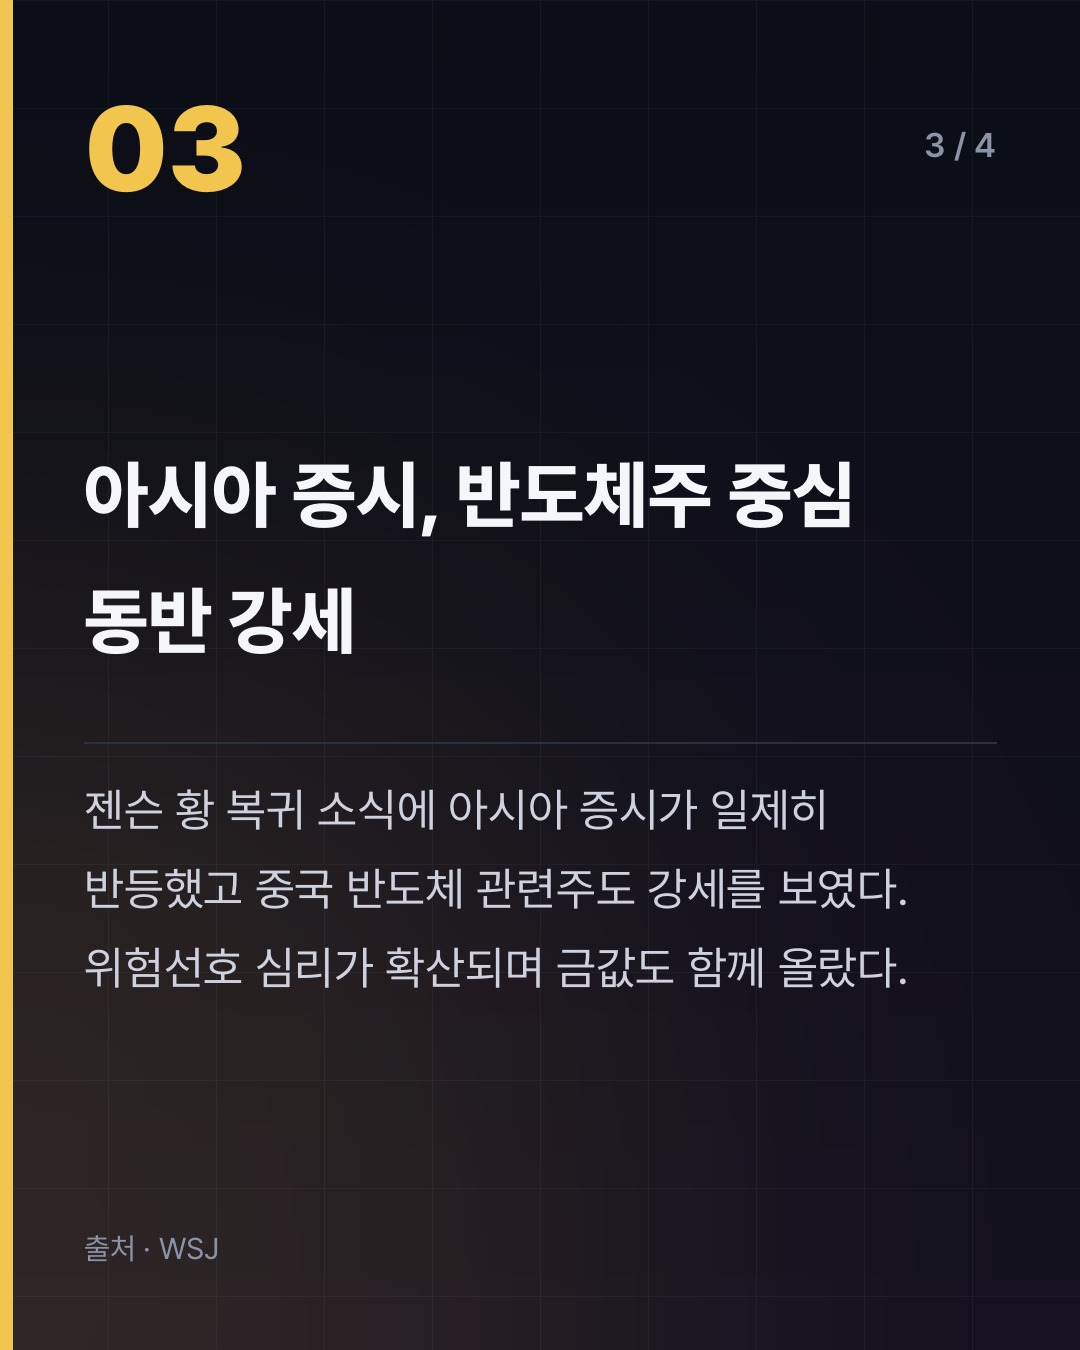 03
3 / 4
아시아 증시, 반도체주 중심
동반 강세
젠슨 황 복귀 소식에 아시아 증시가 일제히
반등했고 중국 반도체 관련주도 강세를 보였다.
위험선호 심리가 확산되며 금값도 함께 올랐다.
출처 · WSJ